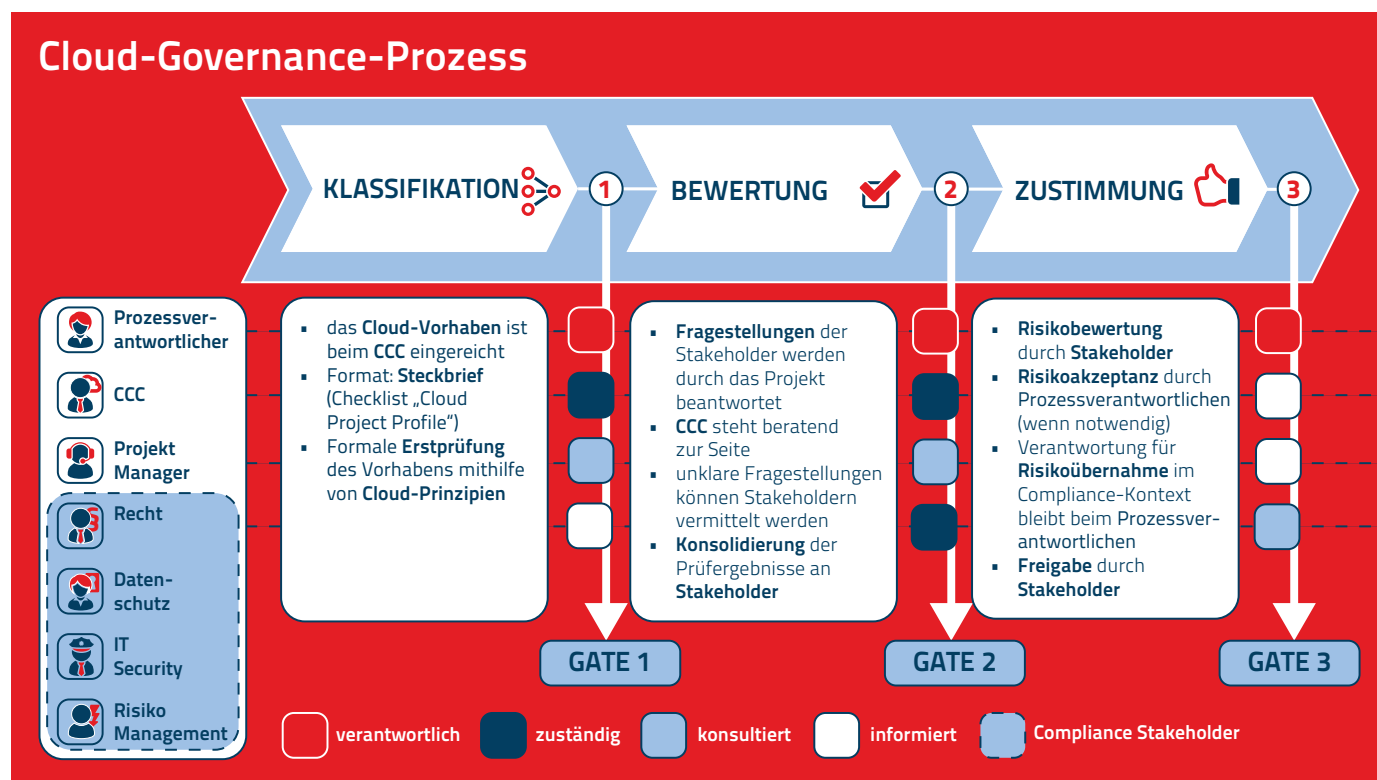 Cloud-Governance-Prozess
KLASSIFIKATION
1
BEWERTUNG
2
ZUSTIMMUNG
3
Prozessver-
antwortlicher
CCC
Projekt
Manager
Recht
Daten-
schutz
IT
Security
Risiko
Management
▪ das Cloud-Vorhaben ist
beim CCC eingereicht
▪ Format: Steckbrief
(Checklist „Cloud
Project Profile“)
▪ Formale Erstprüfung
des Vorhabens mithilfe
von Cloud-Prinzipien
▪ Fragestellungen der
Stakeholder werden
durch das Projekt
beantwortet
▪ CCC steht beratend
zur Seite
▪ unklare Fragestellungen
können Stakeholdern
vermittelt werden
▪ Konsolidierung der
Prüfergebnisse an
Stakeholder
▪ Risikobewertung
durch Stakeholder
▪ Risikoakzeptanz durch
Prozessverantwortlichen
(wenn notwendig)
▪ Verantwortung für
Risikoübernahme im
Compliance-Kontext
bleibt beim Prozessver-
antwortlichen
▪ Freigabe durch
Stakeholder
GATE 1
GATE 2
GATE 3
verantwortlich
zuständig
konsultiert
informiert
Compliance Stakeholder